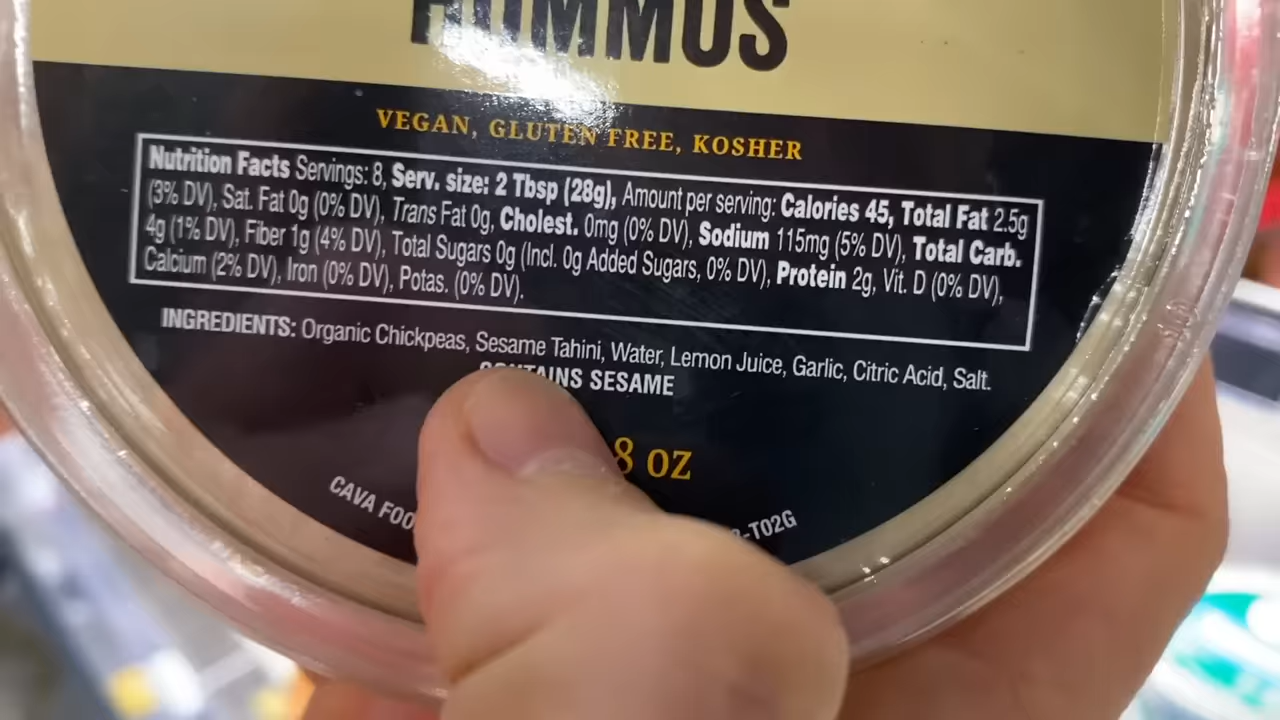 HUMMUS
VEGAN, GLUTEN FREE, KOSHER
Nutrition Facts Servings: 8, Serv. size: 2 Tbsp (28g), Amount per serving: Calories 45, Total Fat 2.5g
(3% DV), Sat. Fat 0g (0% DV), Trans Fat 0g, Cholest. 0mg (0% DV), Sodium 115mg (5% DV), Total Carb.
4g (1% DV), Fiber 1g (4% DV), Total Sugars 0g (Incl. 0g Added Sugars, 0% DV), Protein 2g, Vit. D (0% DV),
Calcium (2% DV), Iron (0% DV), Potas. (0% DV).
INGREDIENTS: Organic Chickpeas, Sesame Tahini, Water, Lemon Juice, Garlic, Citric Acid, Salt.
CONTAINS SESAME
8 OZ
CAVA FOO
-T02G